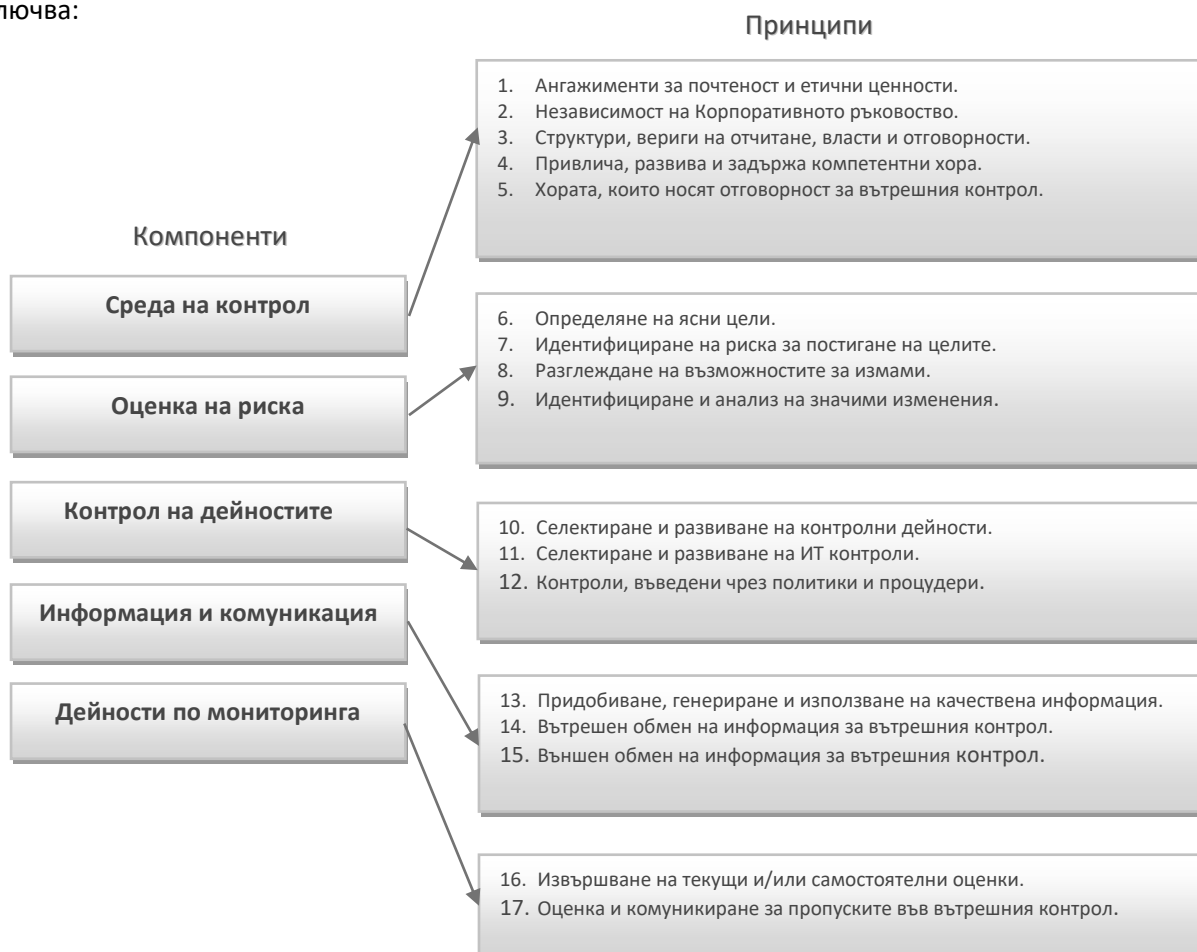 лючва:
Принципи
1. Ангажименти за почтеност и етични ценности.
2. Независимост на Корпоративното ръковоство.
3. Структури, вериги на отчитане, власти и отговорности.
4. Привлича, развива и задържа компетентни хора.
5. Хората, които носят отговорност за вътрешния контрол.
Компоненти
Среда на контрол
6. Определяне на ясни цели.
7. Идентифициране на риска за постигане на целите.
8. Разглеждане на възможностите за измами.
9. Идентифициране и анализ на значими изменения.
Оценка на риска
Контрол на дейностите
10. Селектиране и развиване на контролни дейности.
11. Селектиране и развиване на ИТ контроли.
12. Контроли, въведени чрез политики и процудери.
Информация и комуникация
13. Придобиване, генериране и използване на качествена информация.
14. Вътрешен обмен на информация за вътрешния контрол.
15. Външен обмен на информация за вътрешния контрол.
Дейности по мониторинга
16. Извършване на текущи и/или самостоятелни оценки.
17. Оценка и комуникиране за пропуските във вътрешния контрол.